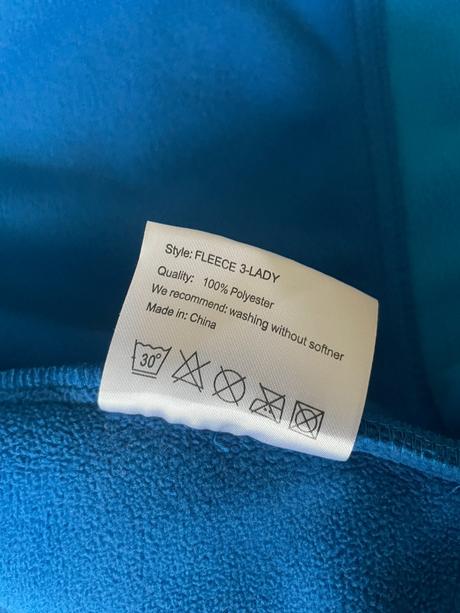 Style: FLEECE 3-LADY
Quality: 100% Polyester
We recommend: washing without softner
Made in: China
30°